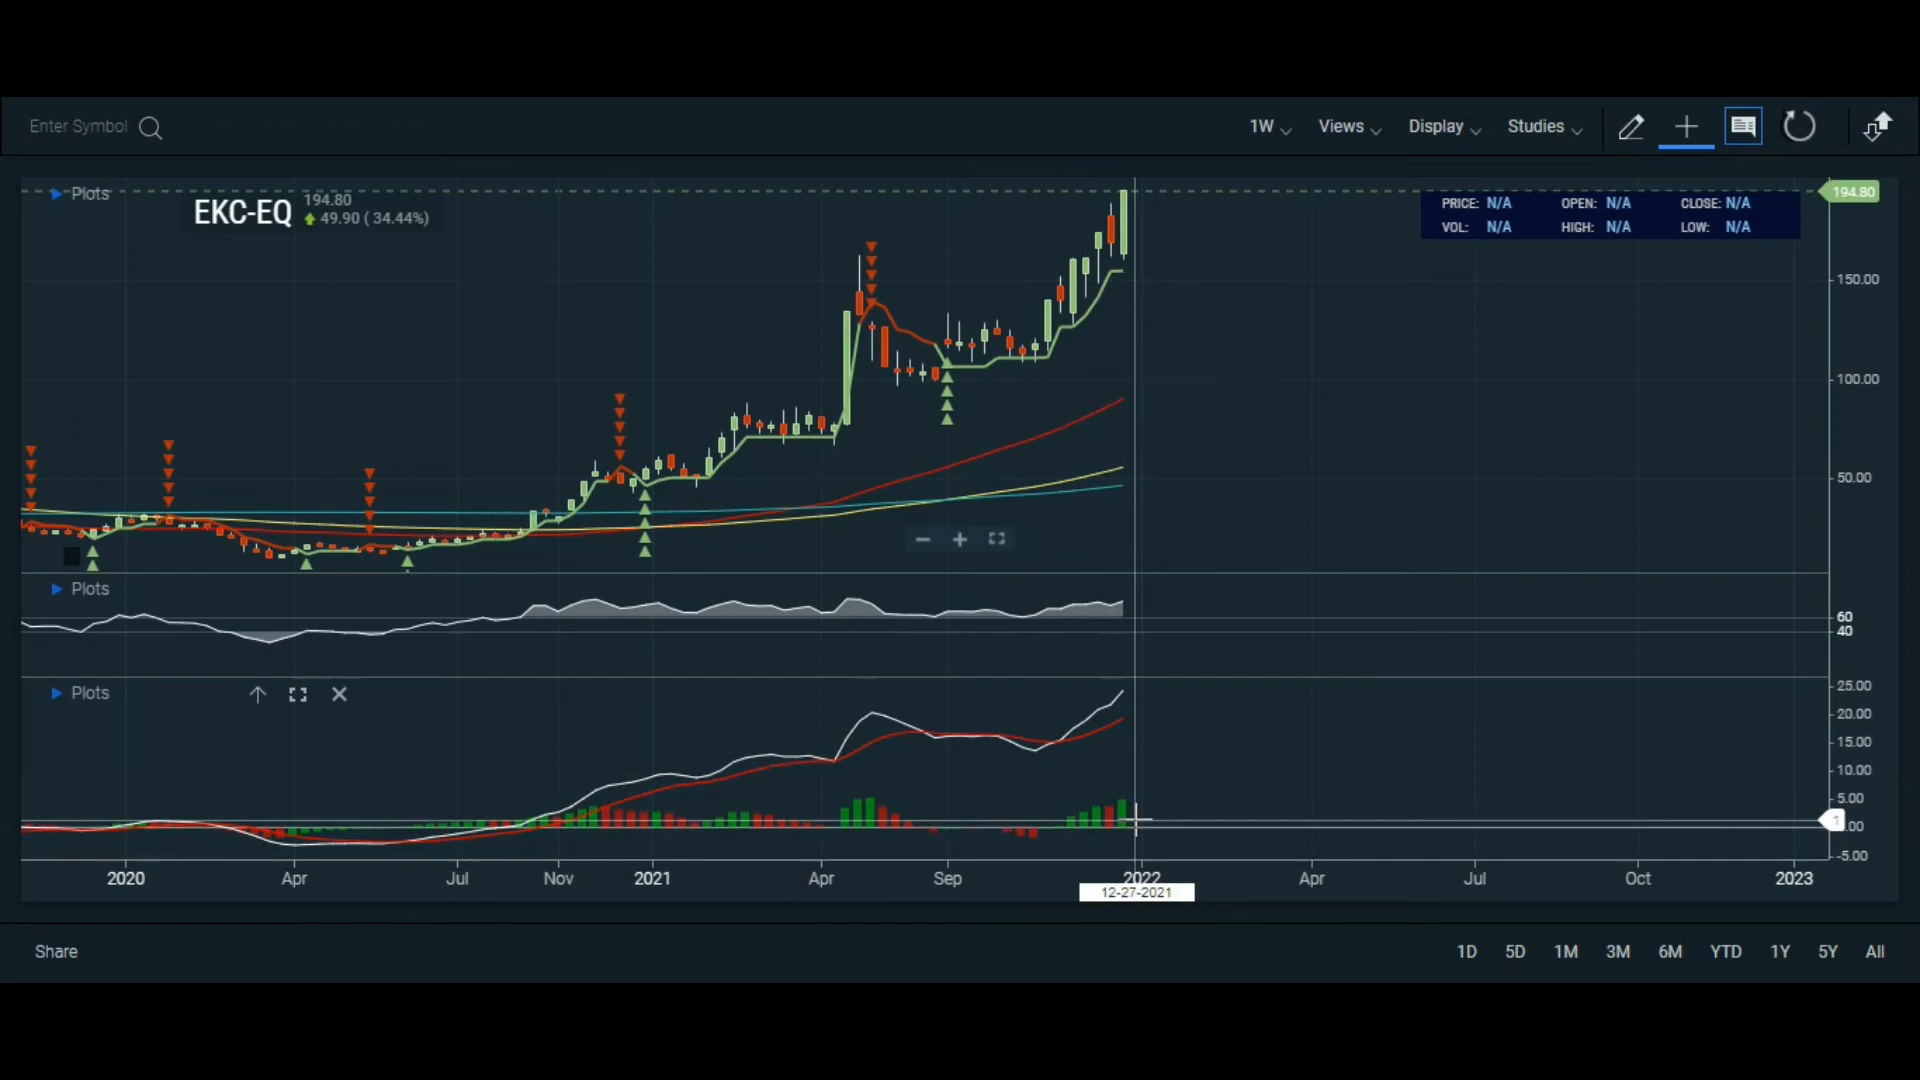 Enter Symbol
1W Views Display Studies
Plots
EKC-EQ 194.80
49.90 ( 34.44%)
PRICE: N/A OPEN: N/A CLOSE: N/A
VOL: N/A HIGH: N/A LOW: N/A
194.80
150.00
100.00
50.00
Plots
60
40
Plots
25.00
20.00
15.00
10.00
5.00
.00
-5.00
2020 Apr Jul Nov 2021 Apr Sep 2022 Apr Jul Oct 2023
12-27-2021
Share 1D 5D 1M 3M 6M YTD 1Y 5Y All